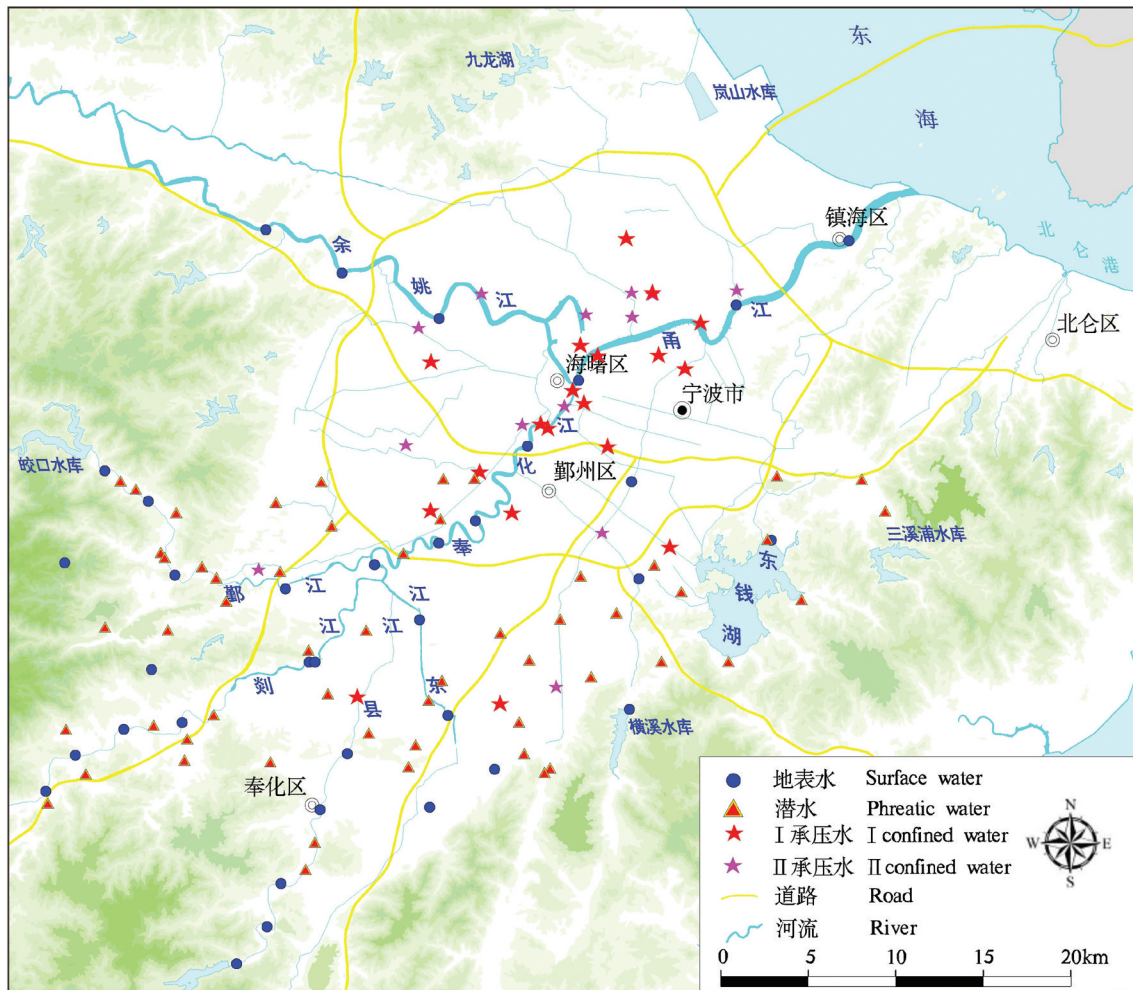 东
海
九龙湖
岚山水库
镇海区
北
仑
港
余
姚
江
甬
江
北仑区
海曙区
宁波市
江
化
奉
皎口水库
鄞州区
三溪浦水库
东
钱
湖
鄞
江
江
江
江
剡
县
东
横溪水库
奉化区
地表水 Surface water
潜水 Phreatic water
I承压水 I confined water
II承压水 II confined water
道路 Road
河流 River
N
W E
S
0 5 10 15 20km